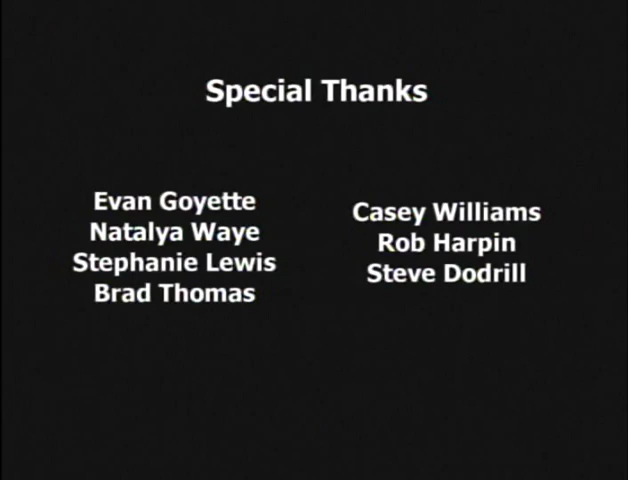 Special Thanks
Evan Goyette
Natalya Waye
Stephanie Lewis
Brad Thomas
Casey Williams
Rob Harpin
Steve Dodrill